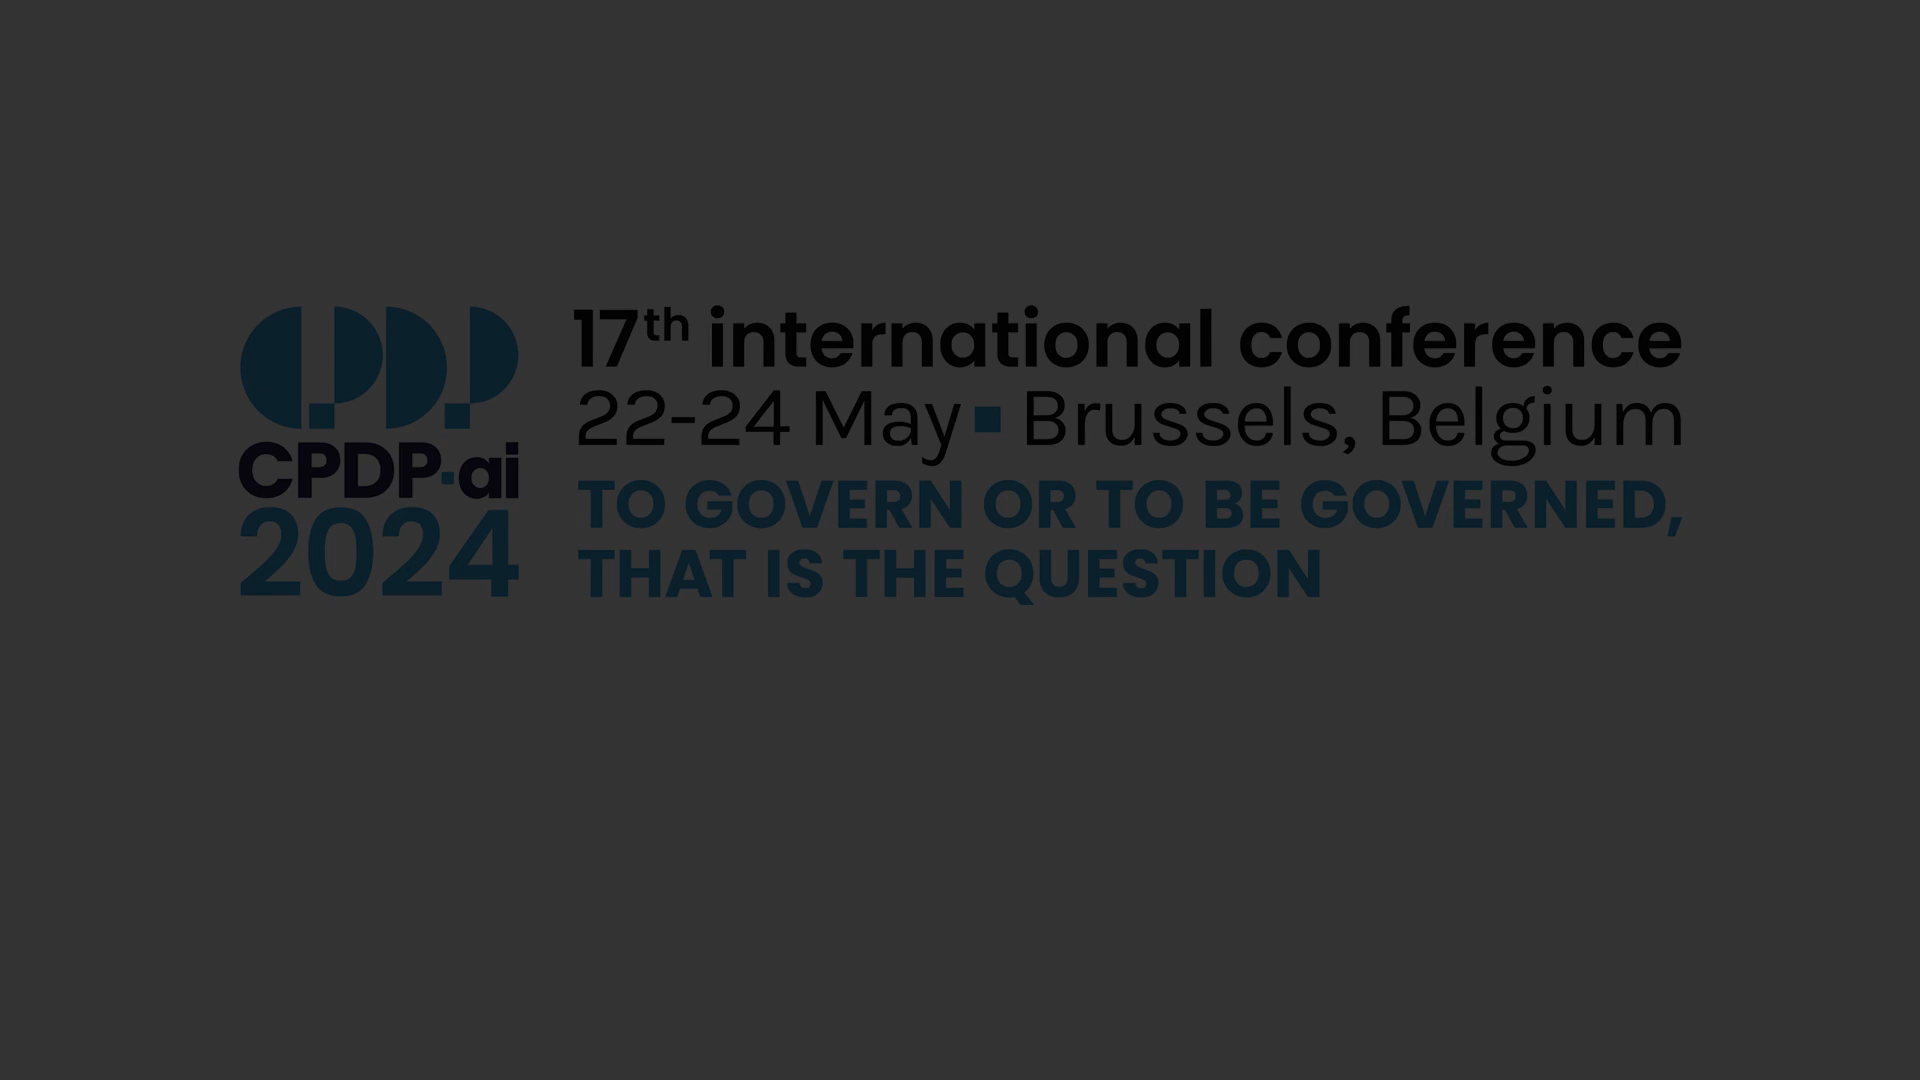 CPDP·ai
2024
17th international conference
22-24 May▪Brussels, Belgium
TO GOVERN OR TO BE GOVERNED,
THAT IS THE QUESTION